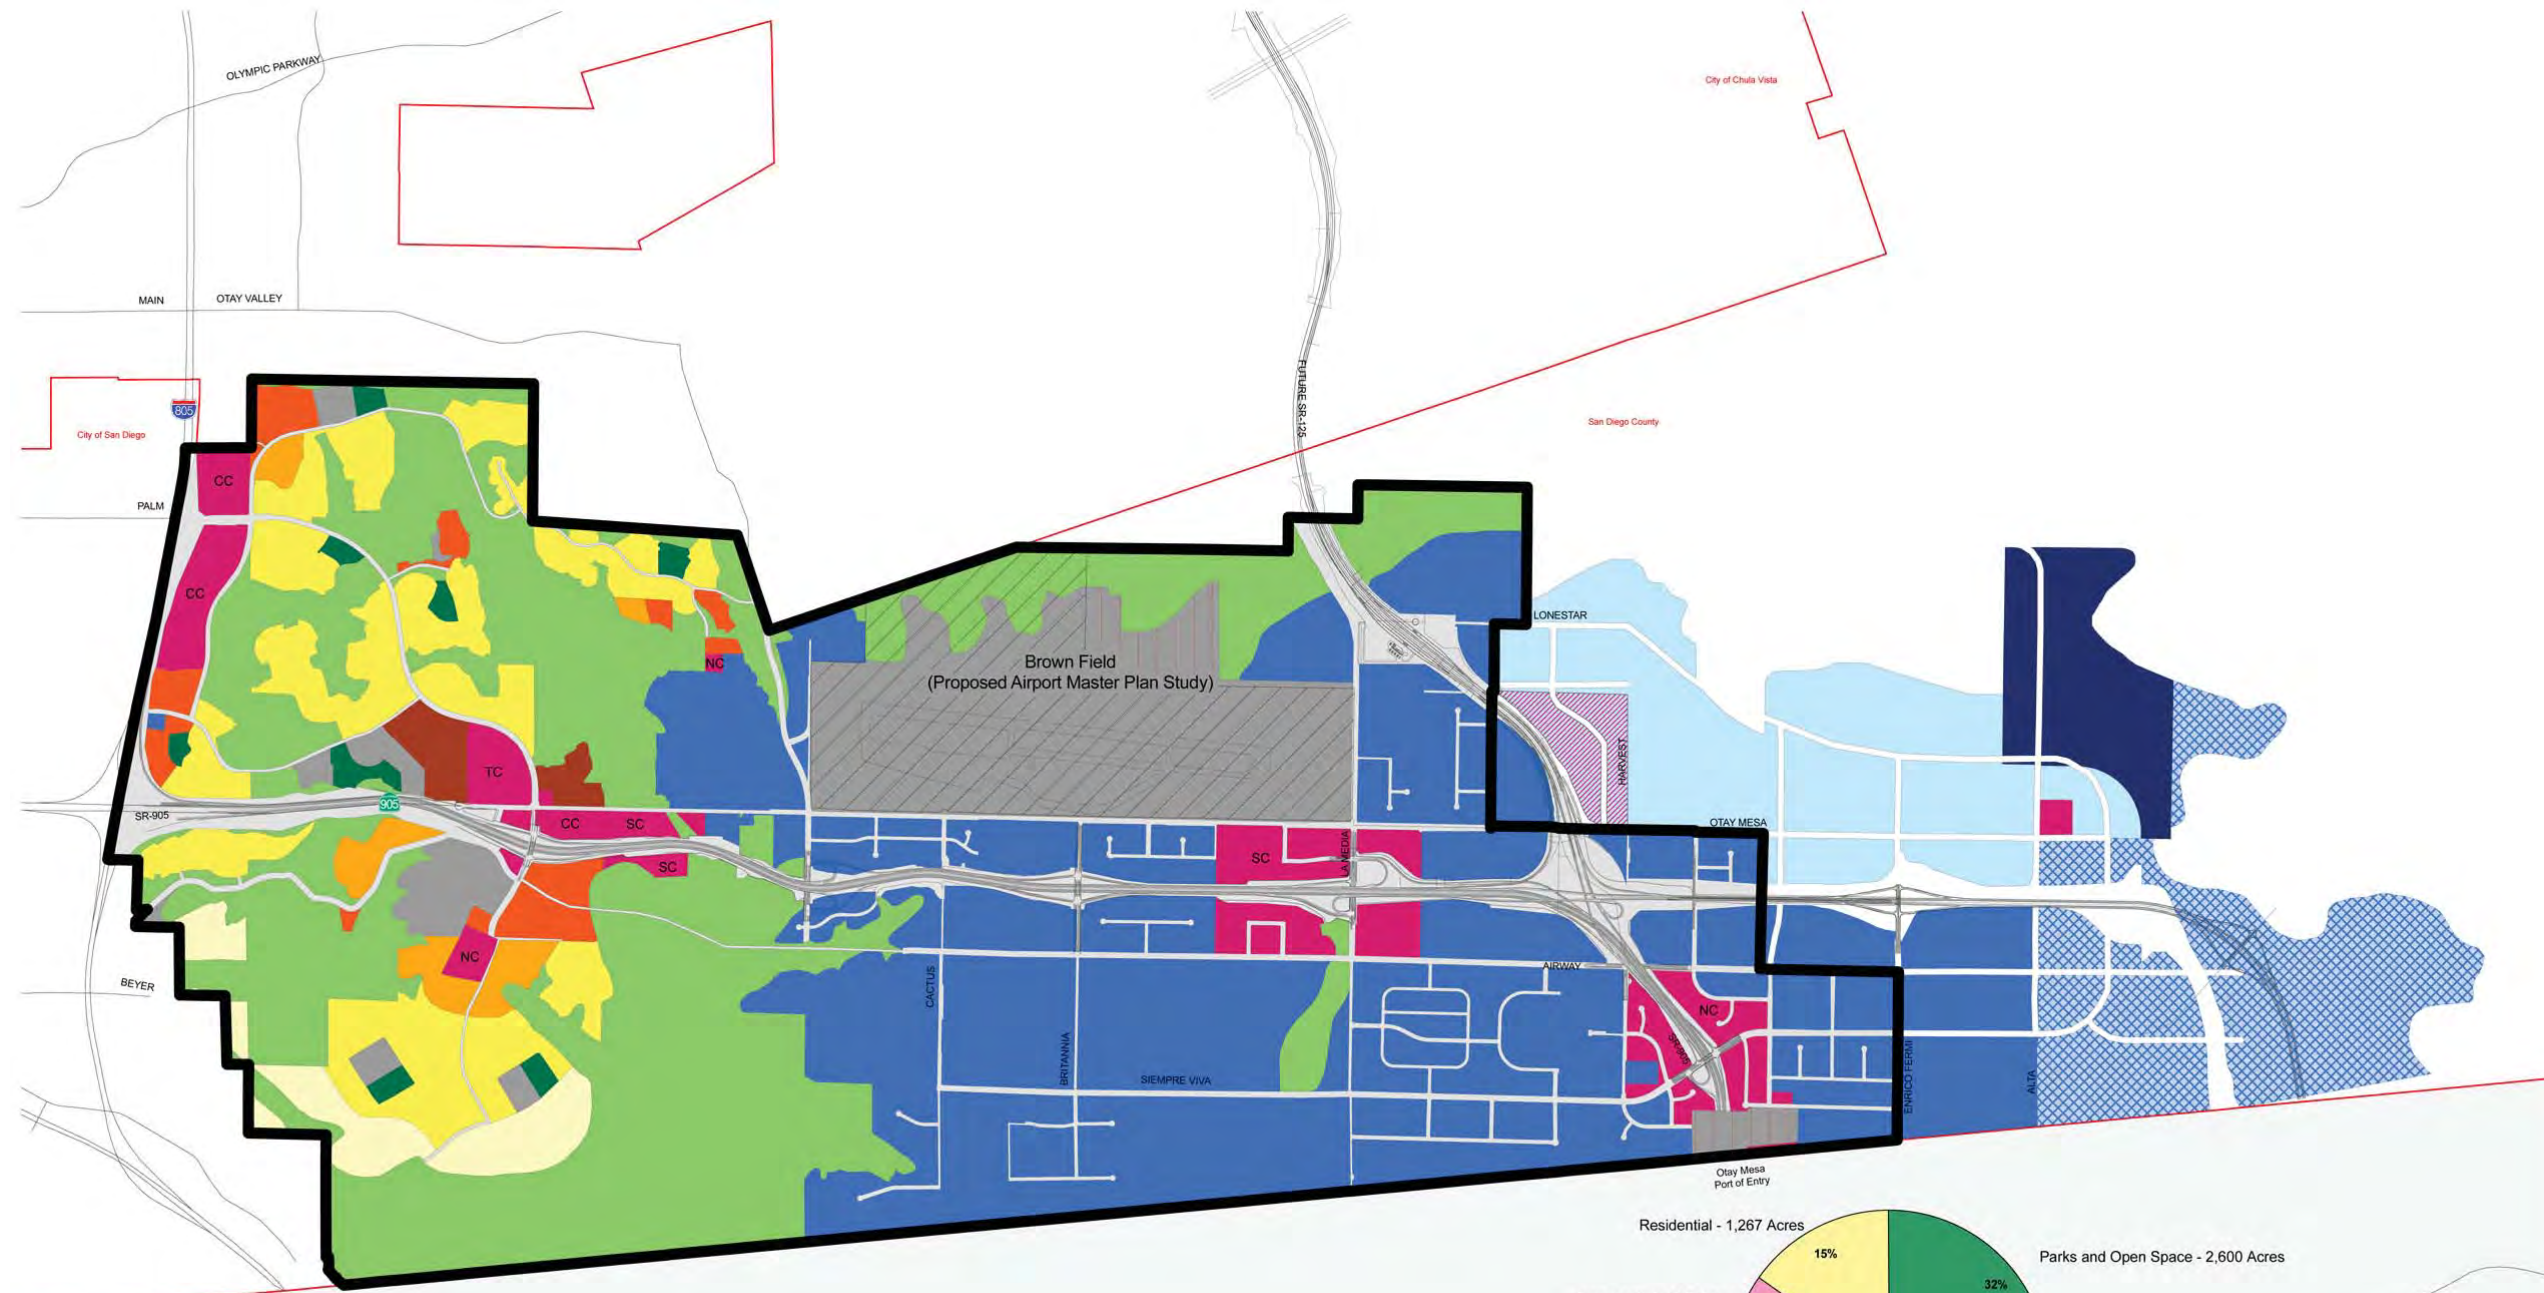 OLYMPIC PARKWAY
City of Chula Vista
MAIN
OTAY VALLEY
FUTURE SR-125
805
City of San Diego
San Diego County
CC
PALM
CC
LONESTAR
NC
Brown Field
(Proposed Airport Master Plan Study)
HARVEST
TC
905
SR-905
CC
SC
OTAY MESA
LA MEDIA
SC
SC
NC
AIRWAY
BEYER
CACTUS
NC
BRITANNIA
SR-905
SIEMPRE VIVA
ENRICO FERMI
ALTA
Otay Mesa
Port of Entry
Residential - 1,267 Acres
15%
Parks and Open Space - 2,600 Acres
32%